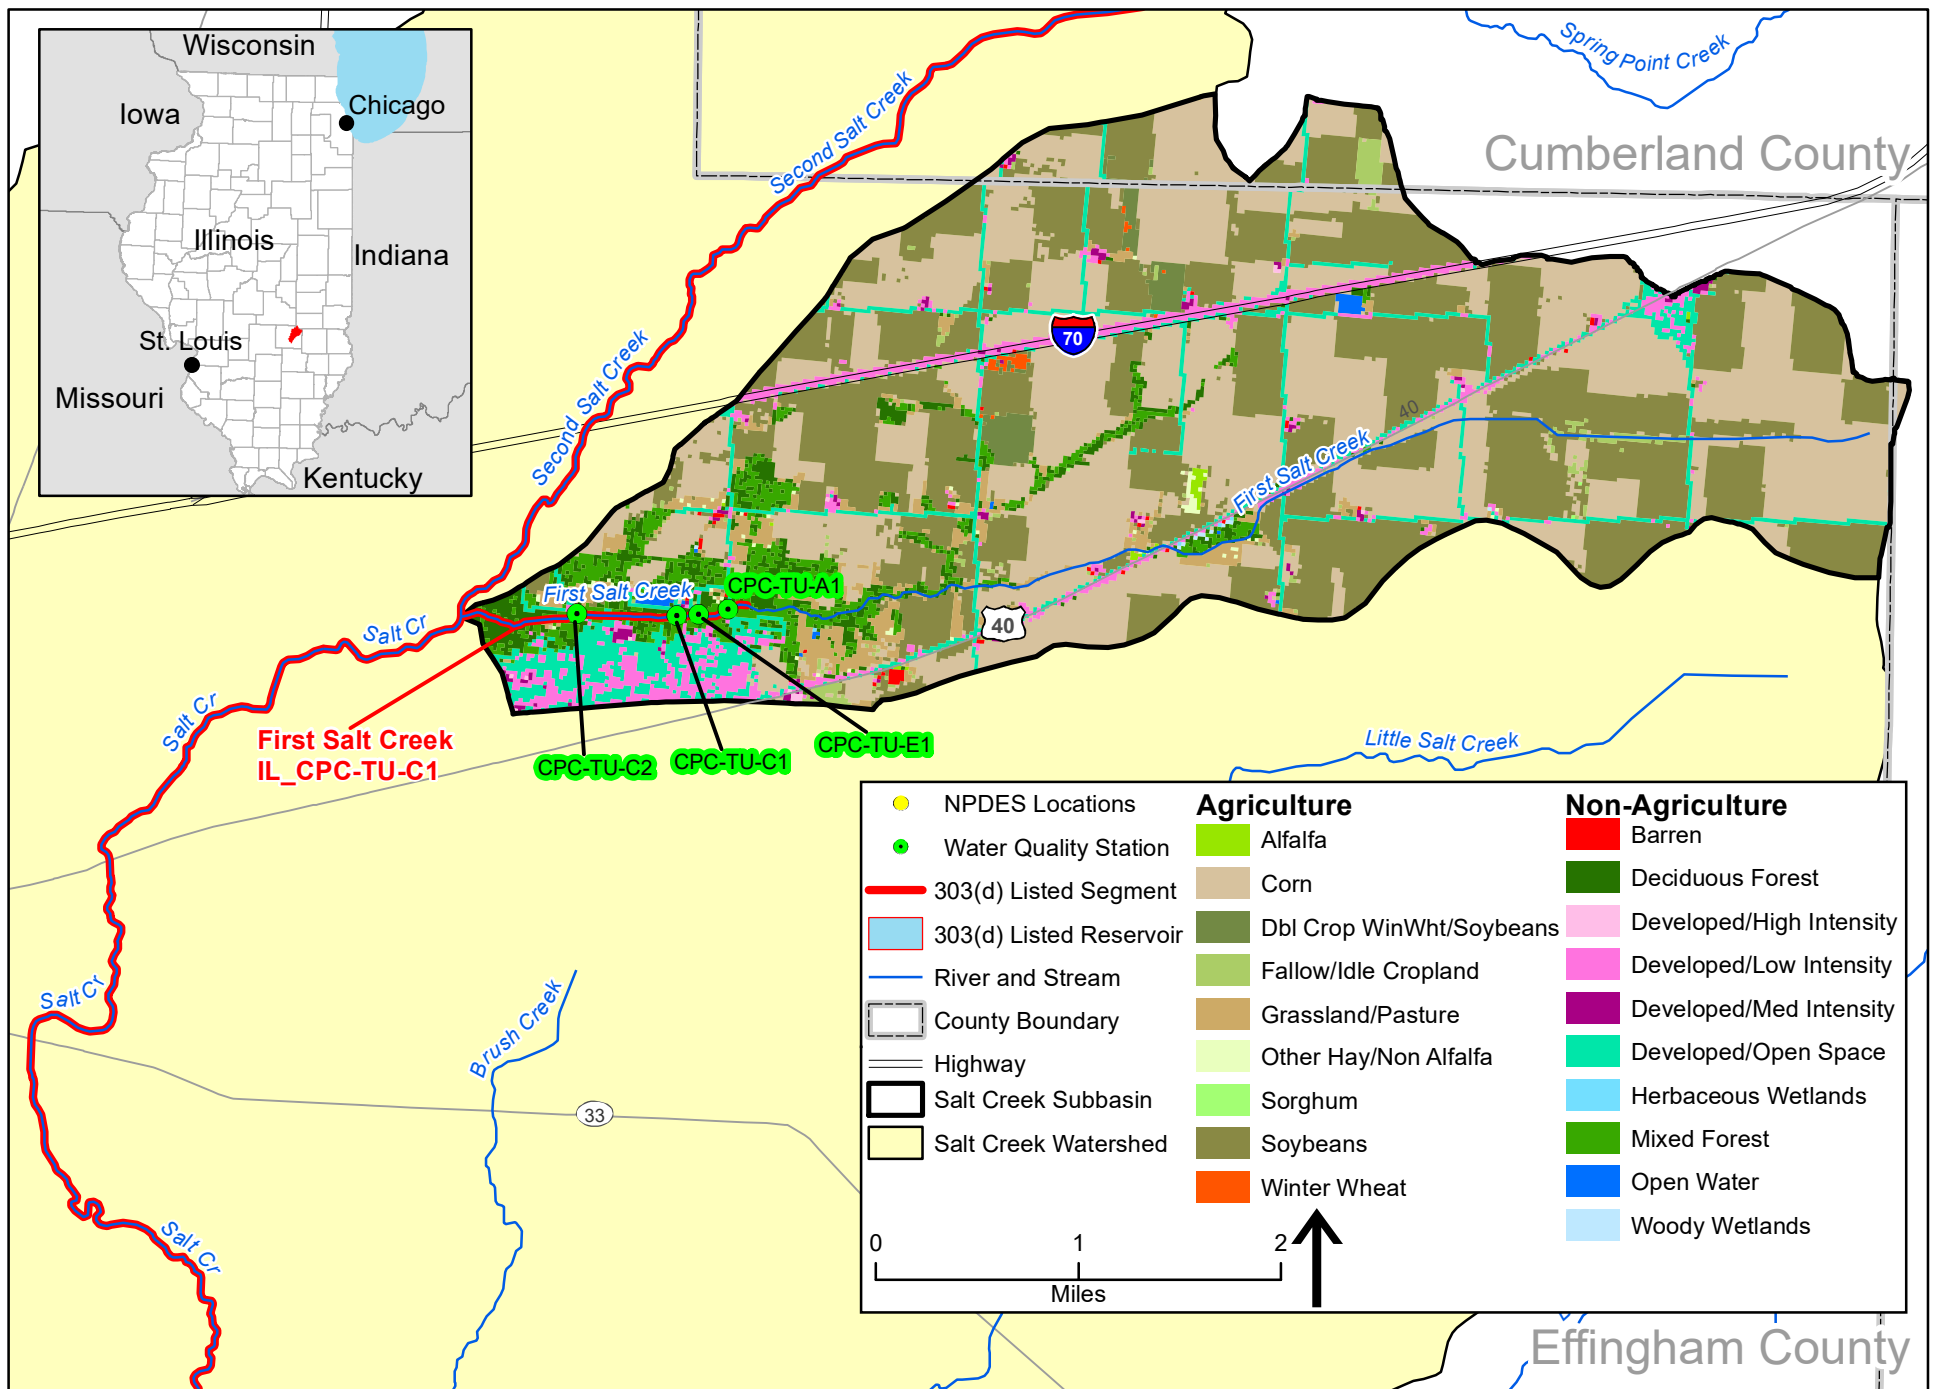 Wisconsin
Iowa
Chicago
Illinois
Indiana
St. Louis
Missouri
Kentucky
Spring Point Creek
Cumberland County
Second Salt Creek
Second Salt Creek
70
40
First Salt Creek
First Salt Creek
CPC-TU-A1
40
Salt Cr
Salt Cr
First Salt Creek
IL_CPC-TU-C1
CPC-TU-C2
CPC-TU-C1
CPC-TU-E1
Little Salt Creek
Salt Cr
Brush Creek
33
Salt Cr
NPDES Locations
Water Quality Station
303(d) Listed Segment
303(d) Listed Reservoir
River and Stream
County Boundary
Highway
Salt Creek Subbasin
Salt Creek Watershed
Agriculture
Alfalfa
Corn
Dbl Crop WinWht/Soybeans
Fallow/Idle Cropland
Grassland/Pasture
Other Hay/Non Alfalfa
Sorghum
Soybeans
Winter Wheat
Non-Agriculture
Barren
Deciduous Forest
Developed/High Intensity
Developed/Low Intensity
Developed/Med Intensity
Developed/Open Space
Herbaceous Wetlands
Mixed Forest
Open Water
Woody Wetlands
0 1 2
Miles
Effingham County